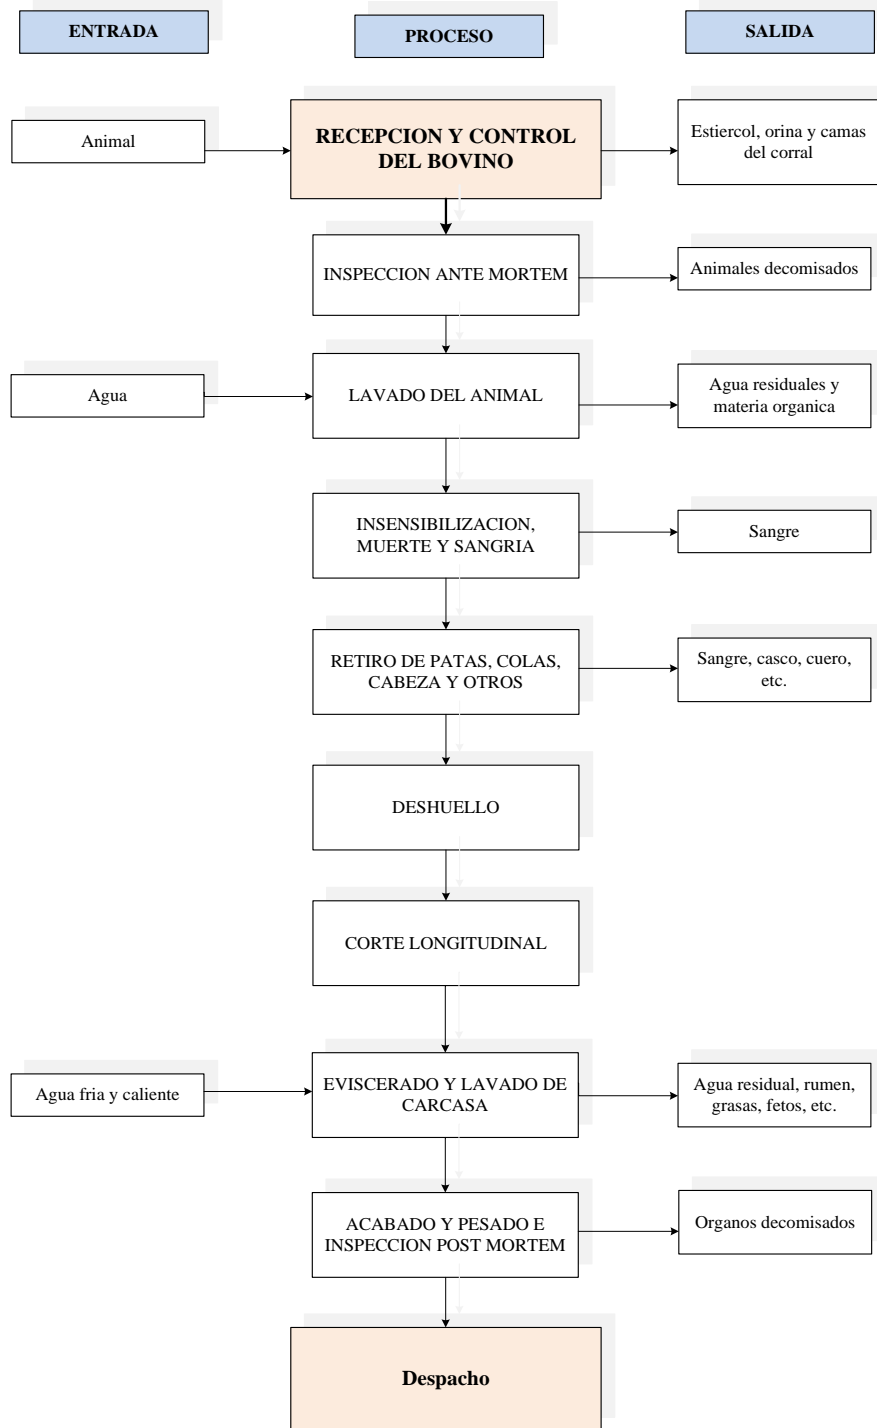 ENTRADA
PROCESO
SALIDA
Animal
RECEPCION Y CONTROL
DEL BOVINO
Estiercol, orina y camas
del corral
INSPECCION ANTE MORTEM
Animales decomisados
Agua
LAVADO DEL ANIMAL
Agua residuales y
materia organica
INSENSIBILIZACION,
MUERTE Y SANGRIA
Sangre
RETIRO DE PATAS, COLAS,
CABEZA Y OTROS
Sangre, casco, cuero,
etc.
DESHUELLO
CORTE LONGITUDINAL
Agua fria y caliente
EVISCERADO Y LAVADO DE
CARCASA
Agua residual, rumen,
grasas, fetos, etc.
ACABADO Y PESADO E
INSPECCION POST MORTEM
Organos decomisados
Despacho